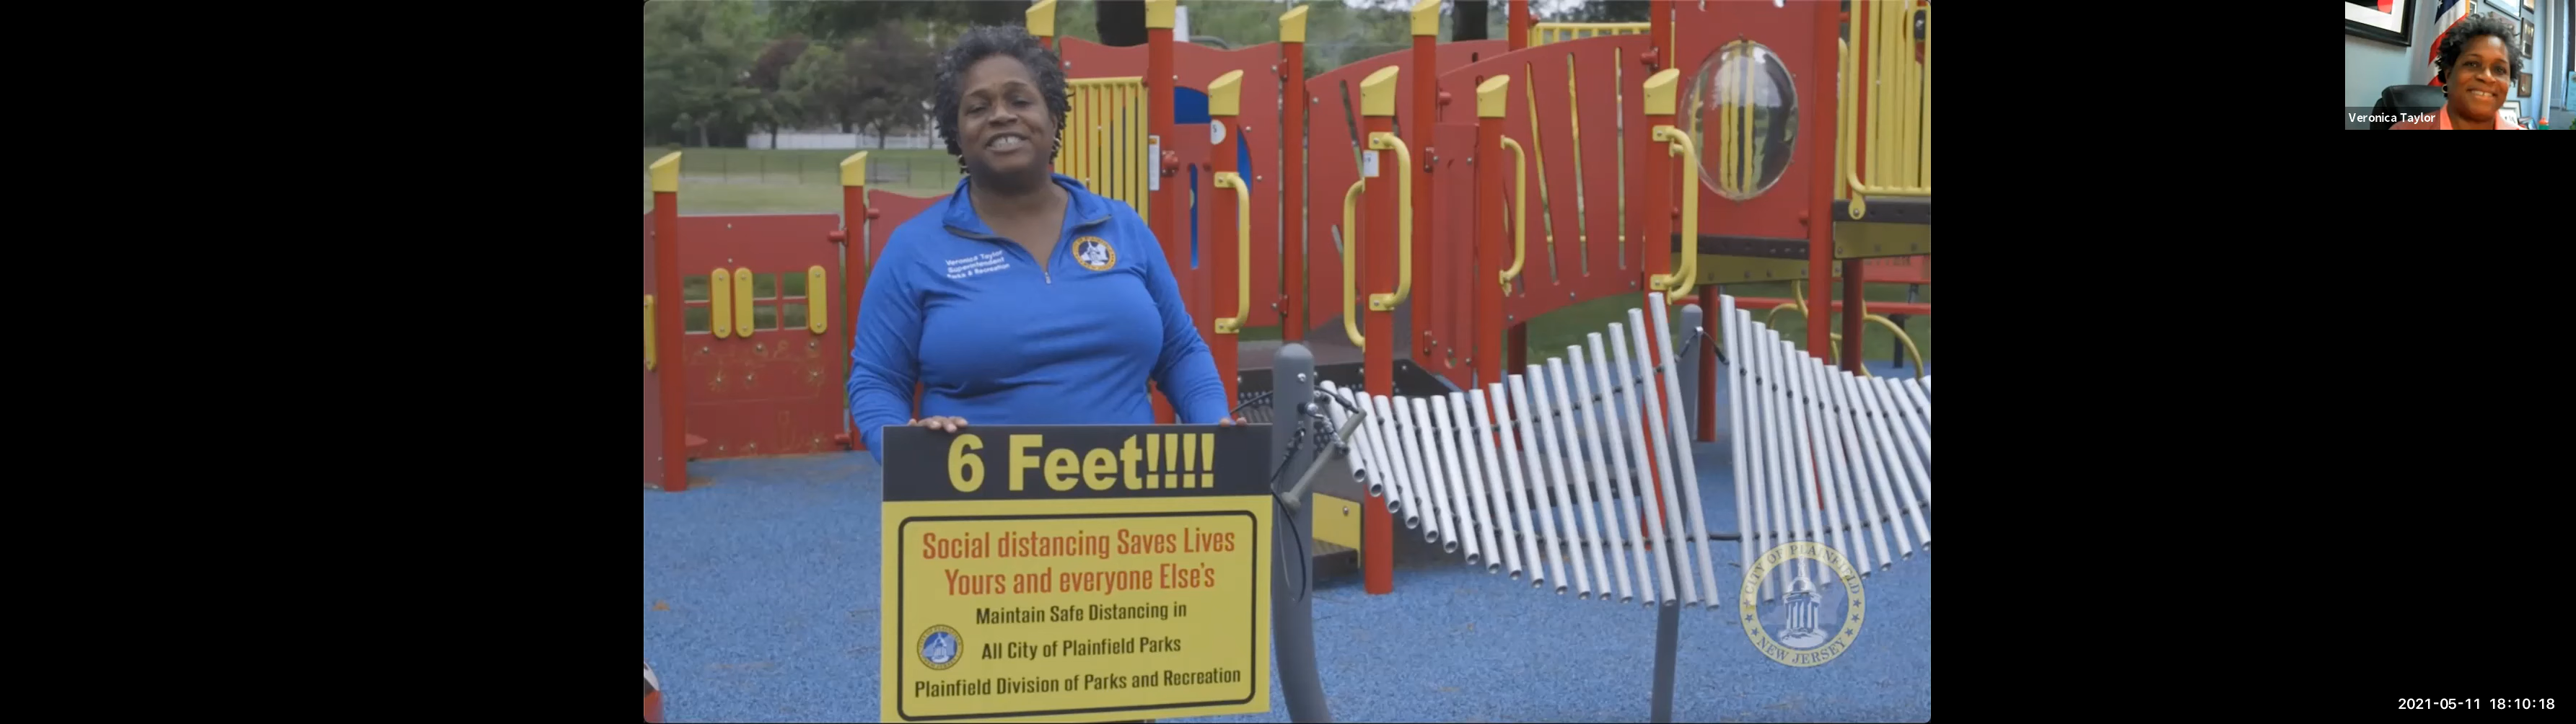 Veronica Taylor
Superintendent
Parks & Recreation
6 Feet!!!!
Social distancing Saves Lives
Yours and everyone Else's
Maintain Safe Distancing in
All City of Plainfield Parks
Plainfield Division of Parks and Recreation
CITY OF PLAINFIELD
NEW JERSEY
Veronica Taylor
2021-05-11 18:10:18